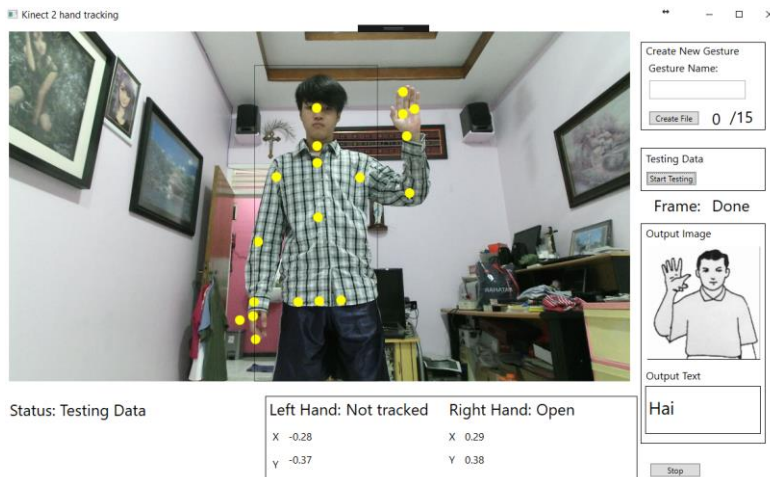 Kinect 2 hand tracking
Create New Gesture
Gesture Name:
Create File 0 /15
Testing Data
Start Testing
Frame: Done
Output Image
Output Text
Hai
Stop
Status: Testing Data
Left Hand: Not tracked Right Hand: Open
X -0.28 X 0.29
Y -0.37 Y 0.38